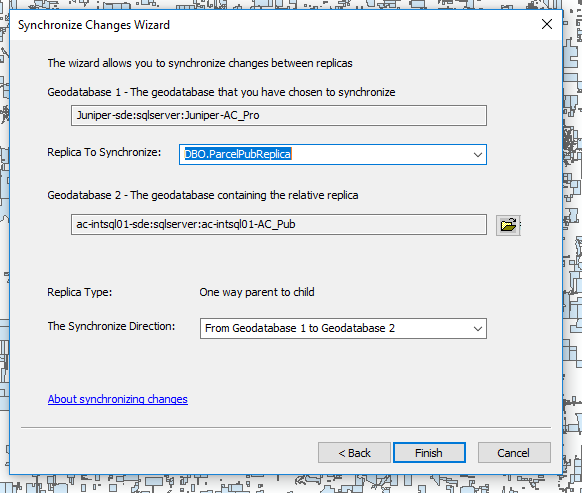 Synchronize Changes Wizard
The wizard allows you to synchronize changes between replicas
Geodatabase 1 - The geodatabase that you have chosen to synchronize
Juniper-sde:sqlserver:Juniper-AC_Pro
Replica To Synchronize: DBO.ParcelPubReplica
Geodatabase 2 - The geodatabase containing the relative replica
ac-intsql01-sde:sqlserver:ac-intsql01-AC_Pub
Replica Type: One way parent to child
The Synchronize Direction: From Geodatabase 1 to Geodatabase 2
About synchronizing changes
< Back Finish Cancel